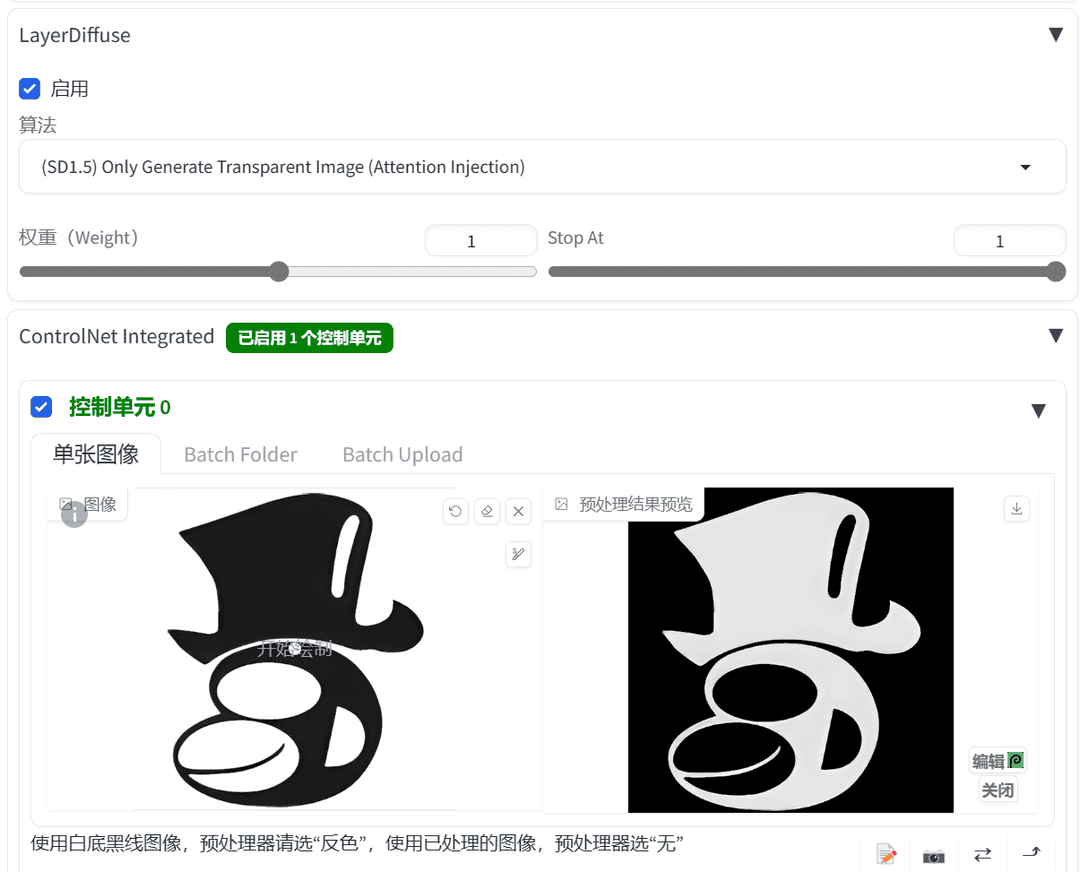 LayerDiffuse
启用
算法
(SD1.5) Only Generate Transparent Image (Attention Injection)
权重（Weight） 1 Stop At 1
ControlNet Integrated 已启用 1 个控制单元
控制单元 0
单张图像 Batch Folder Batch Upload
图像 预处理结果预览
开始绘制
编辑
关闭
使用白底黑线图像，预处理器请选“反色”，使用已处理的图像，预处理器选“无”